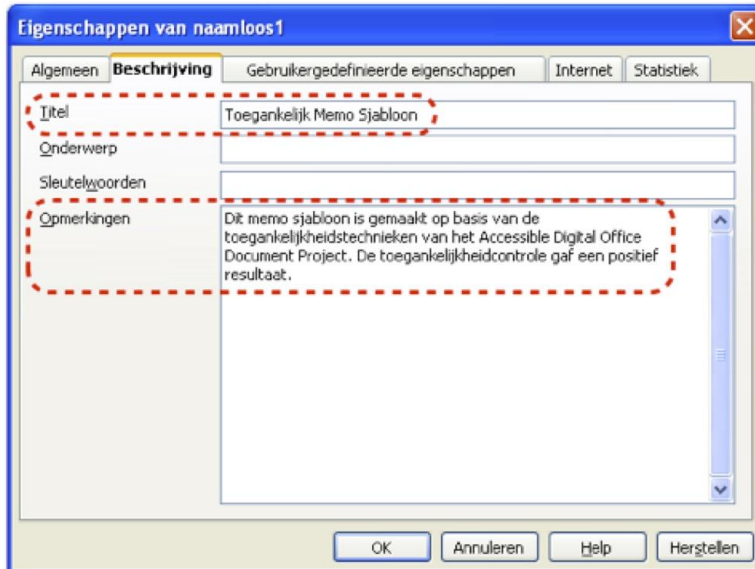 Eigenschappen van naamloos1
Algemeen Beschrijving Gebruikergedefinieerde eigenschappen Internet Statistiek
Titel Toegankelijk Memo Sjabloon
Onderwerp
Sleutelwoorden
Opmerkingen Dit memo sjabloon is gemaakt op basis van de
toegankelijkheidstechnieken van het Accessible Digital Office
Document Project. De toegankelijkheidcontrole gaf een positief
resultaat.
OK Annuleren Help Herstellen